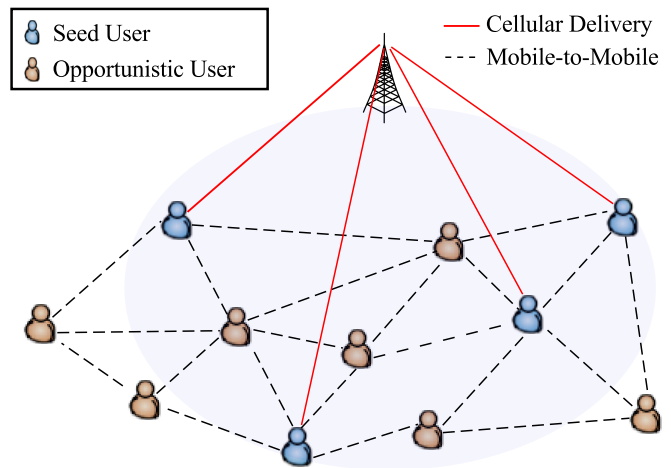 Seed User
Opportunistic User
Cellular Delivery
Mobile-to-Mobile